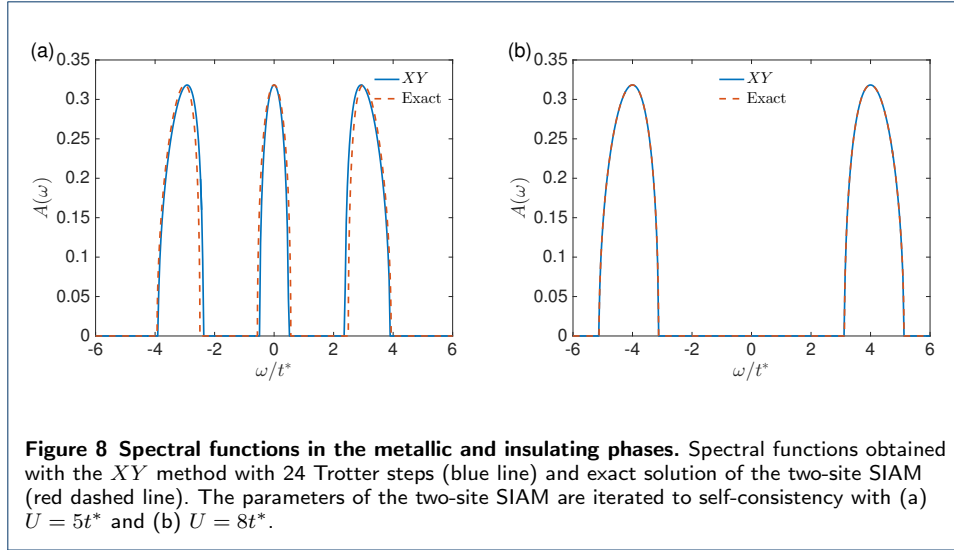 (a)
0.35
0.3
0.25
0.2
0.15
0.1
0.05
0
A(ω)
-6 -4 -2 0 2 4 6
ω/t*
XY
Exact
(b)
0.35
0.3
0.25
0.2
0.15
0.1
0.05
0
A(ω)
-6 -4 -2 0 2 4 6
ω/t*
XY
Exact
Figure 8 Spectral functions in the metallic and insulating phases. Spectral functions obtained
with the XY method with 24 Trotter steps (blue line) and exact solution of the two-site SIAM
(red dashed line). The parameters of the two-site SIAM are iterated to self-consistency with (a)
U = 5t* and (b) U = 8t*.